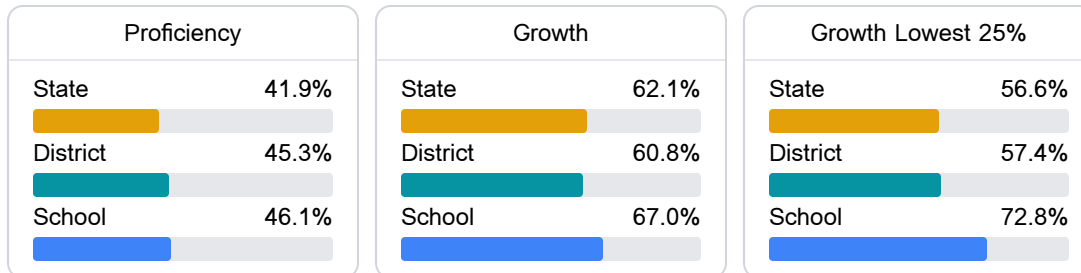 Proficiency
State 41.9%
District 45.3%
School 46.1%
Growth
State 62.1%
District 60.8%
School 67.0%
Growth Lowest 25%
State 56.6%
District 57.4%
School 72.8%